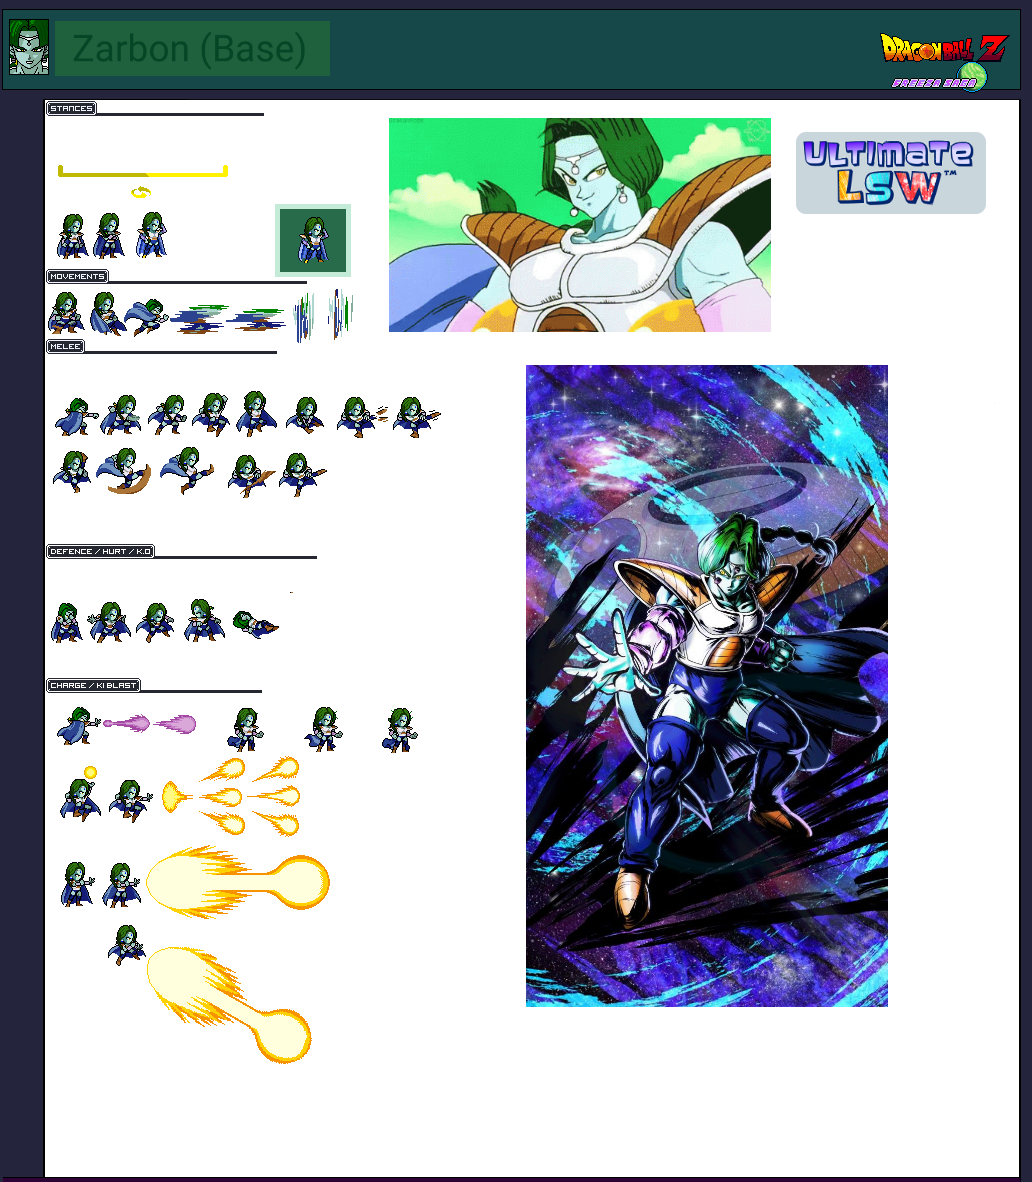 Zarbon (Base)
DRAGON BALL Z
FREEZA SAGA
STANCES
ULTIMATE
LSW™
MOVEMENTS
MELEE
DEFENCE / HURT / K.O
CHARGE / KI BLAST